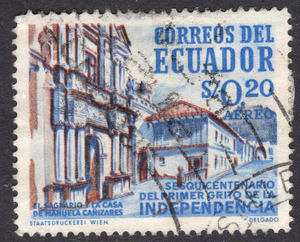 CORREOS DEL
ECUADOR
S/0,20
AEREO
SESQUICENTENARIO
DEL PRIMER GRITO DE LA
INDEPENDENCIA
EL SAGRARIO Y LA CASA
DE MANUELA CAÑIZARES
STAATSDRUCKEREI WIEN
DELGADO